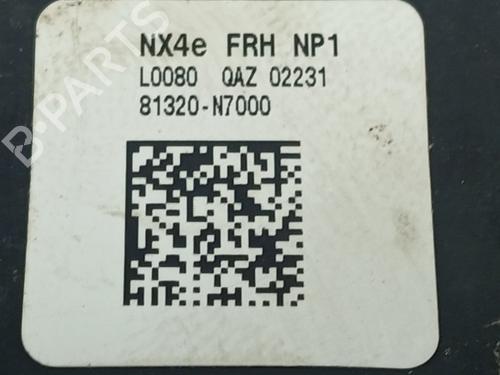 NX4e FRH NP1
L0080 QAZ 02231
81320-N7000
B-PARTS